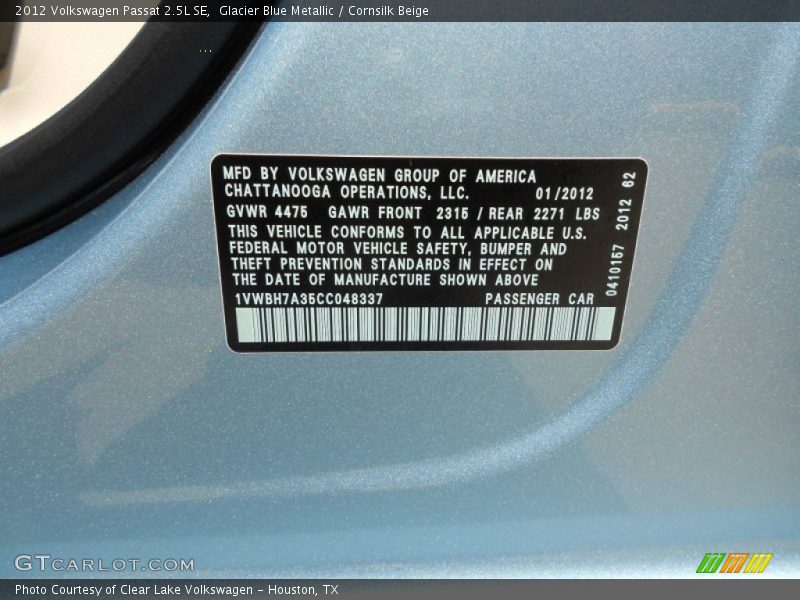 2012 Volkswagen Passat 2.5L SE, Glacier Blue Metallic / Cornsilk Beige
MFD BY VOLKSWAGEN GROUP OF AMERICA
CHATTANOOGA OPERATIONS, LLC. 01/2012
GVWR 4475 GAWR FRONT 2315 / REAR 2271 LBS
THIS VEHICLE CONFORMS TO ALL APPLICABLE U.S.
FEDERAL MOTOR VEHICLE SAFETY, BUMPER AND
THEFT PREVENTION STANDARDS IN EFFECT ON
THE DATE OF MANUFACTURE SHOWN ABOVE
1VWBH7A35CC048337 PASSENGER CAR
0410157 2012 62
GTCARLOT.COM
Photo Courtesy of Clear Lake Volkswagen - Houston, TX